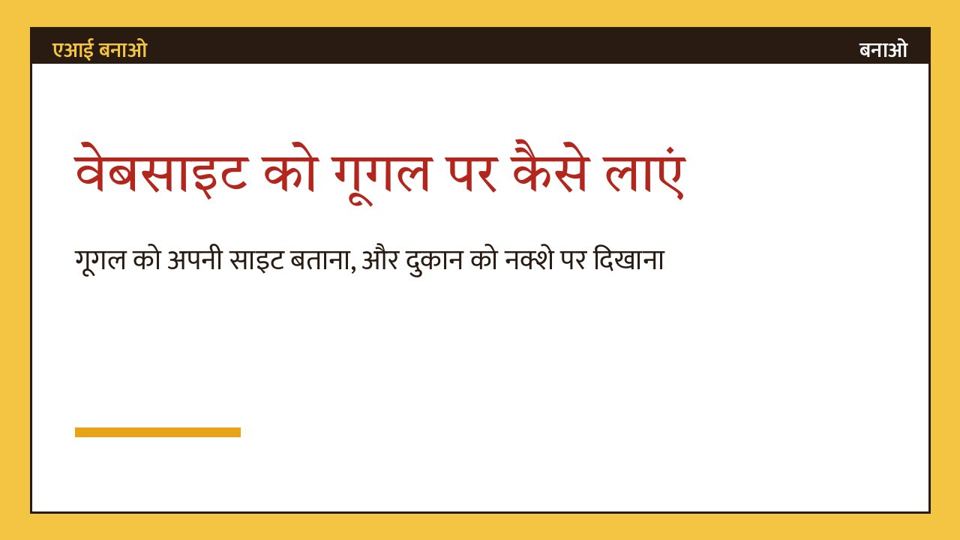 एआई बनाओ
बनाओ
वेबसाइट को गूगल पर कैसे लाएं
गूगल को अपनी साइट बताना, और दुकान को नक्शे पर दिखाना